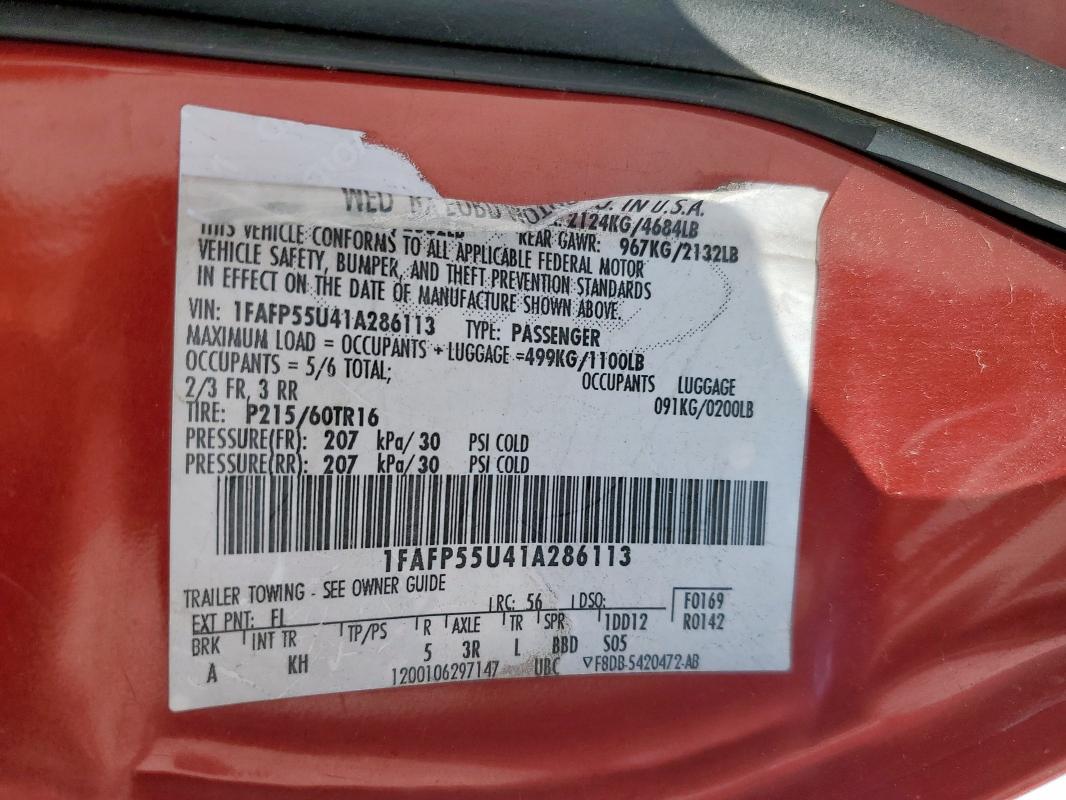 IN U.S.A.
2124KG/4684LB
REAR GAWR: 967KG/2132LB
THIS VEHICLE CONFORMS TO ALL APPLICABLE FEDERAL MOTOR
VEHICLE SAFETY, BUMPER, AND THEFT PREVENTION STANDARDS
IN EFFECT ON THE DATE OF MANUFACTURE SHOWN ABOVE.
VIN: 1FAFP55U41A286113 TYPE: PASSENGER
MAXIMUM LOAD = OCCUPANTS + LUGGAGE =499KG/1100LB
OCCUPANTS = 5/6 TOTAL; OCCUPANTS LUGGAGE
2/3 FR, 3 RR 091KG/0200LB
TIRE: P215/60TR16
PRESSURE(FR): 207 kPa/ 30 PSI COLD
PRESSURE(RR): 207 kPa/ 30 PSI COLD
1FAFP55U41A286113
TRAILER TOWING - SEE OWNER GUIDE
EXT PNT: FL RC: 56 DSO: F0169
BRK INT TR TP/PS R AXLE TR SPR 1DD12 R0142
A KH 5 3R L BBD S05
1200106297147 UBC ▽F8DB-5420472-AB